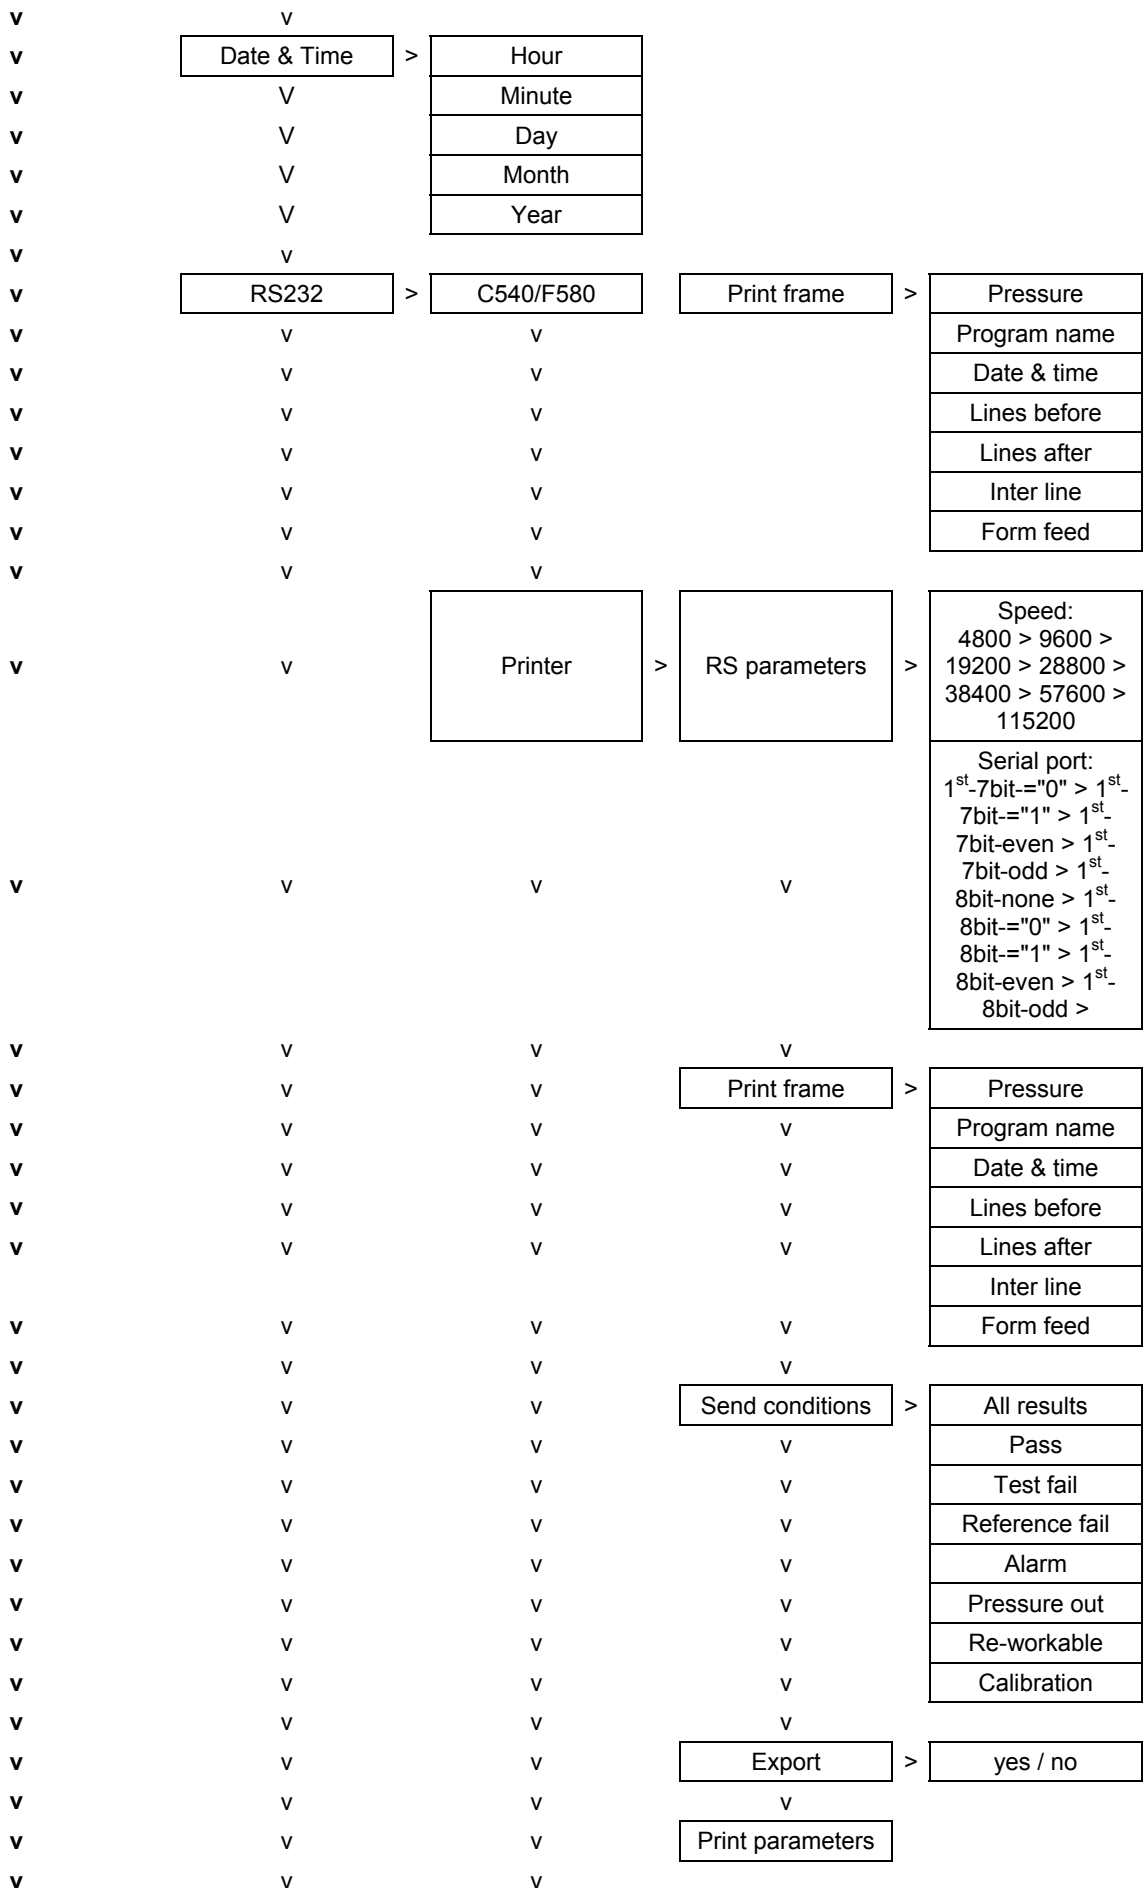 v v
v Date & Time > Hour
v V Minute
v V Day
v V Month
v V Year
v v
v RS232 > C540/F580 Print frame > Pressure
v v v Program name
v v v Date & time
v v v Lines before
v v v Lines after
v v v Inter line
v v v Form feed
v v v
v v Printer > RS parameters > Speed:
4800 > 9600 >
19200 > 28800 >
38400 > 57600 >
115200
v v v v Serial port:
1st-7bit-="0" > 1st-
7bit-="1" > 1st-
7bit-even > 1st-
7bit-odd > 1st-
8bit-none > 1st-
8bit-="0" > 1st-
8bit-="1" > 1st-
8bit-even > 1st-
8bit-odd >
v v v v
v v v Print frame > Pressure
v v v v Program name
v v v v Date & time
v v v v Lines before
v v v v Lines after
Inter line
v v v v Form feed
v v v v
v v v Send conditions > All results
v v v v Pass
v v v v Test fail
v v v v Reference fail
v v v v Alarm
v v v v Pressure out
v v v v Re-workable
v v v v Calibration
v v v v
v v v Export > yes / no
v v v v
v v v Print parameters
v v v